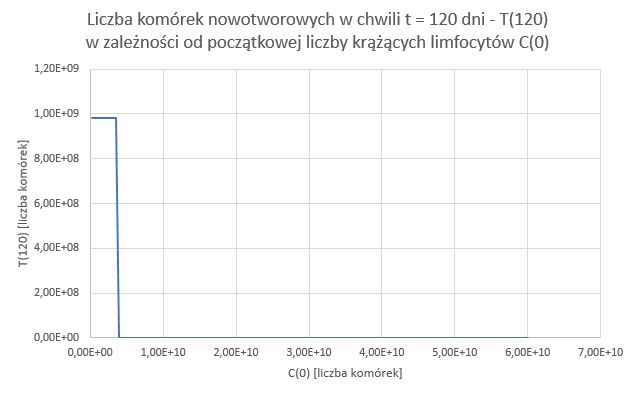 Liczba komórek nowotworowych w chwili t = 120 dni - T(120)
w zależności od początkowej liczby krążących limfocytów C(0)
1,20E+09
1,00E+09
8,00E+08
6,00E+08
4,00E+08
2,00E+08
0,00E+00
T(120) [liczba komórek]
0,00E+00 1,00E+10 2,00E+10 3,00E+10 4,00E+10 5,00E+10 6,00E+10 7,00E+10
C(0) [liczba komórek]